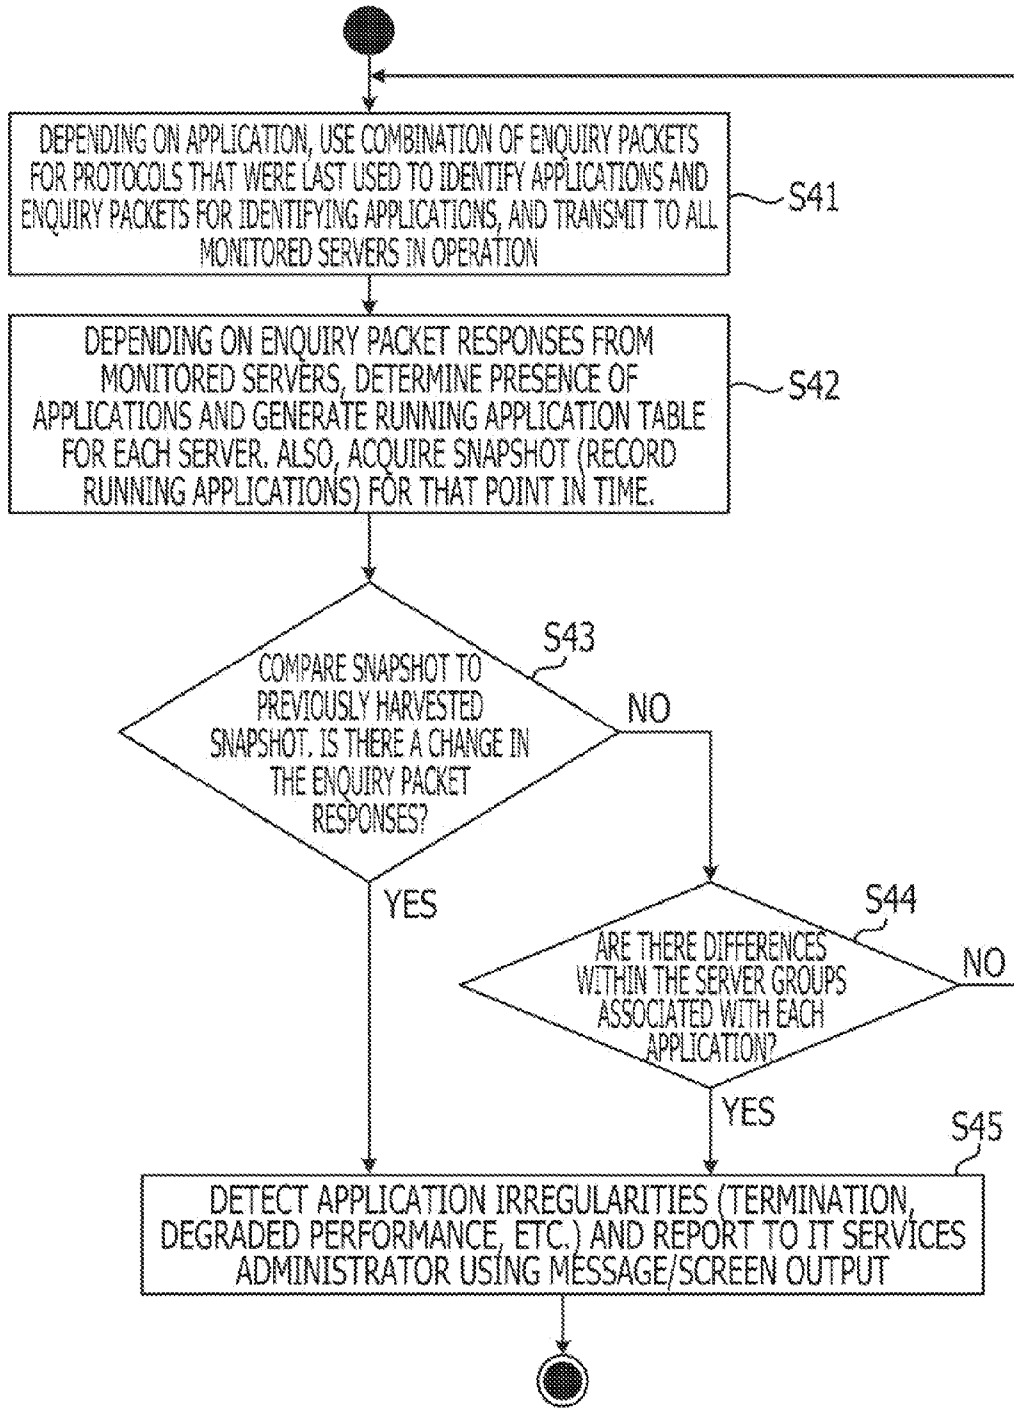 DEPENDING ON APPLICATION, USE COMBINATION OF ENQUIRY PACKETS
FOR PROTOCOLS THAT WERE LAST USED TO IDENTIFY APPLICATIONS AND
ENQUIRY PACKETS FOR IDENTIFYING APPLICATIONS, AND TRANSMIT TO ALL
MONITORED SERVERS IN OPERATION
S41
DEPENDING ON ENQUIRY PACKET RESPONSES FROM
MONITORED SERVERS, DETERMINE PRESENCE OF
APPLICATIONS AND GENERATE RUNNING APPLICATION TABLE
FOR EACH SERVER. ALSO, ACQUIRE SNAPSHOT (RECORD
RUNNING APPLICATIONS) FOR THAT POINT IN TIME.
S42
S43
COMPARE SNAPSHOT TO
PREVIOUSLY HARVESTED
SNAPSHOT. IS THERE A CHANGE IN
THE ENQUIRY PACKET
RESPONSES?
NO
YES
S44
ARE THERE DIFFERENCES
WITHIN THE SERVER GROUPS
ASSOCIATED WITH EACH
APPLICATION?
NO
YES
S45
DETECT APPLICATION IRREGULARITIES (TERMINATION,
DEGRADED PERFORMANCE, ETC.) AND REPORT TO IT SERVICES
ADMINISTRATOR USING MESSAGE/SCREEN OUTPUT